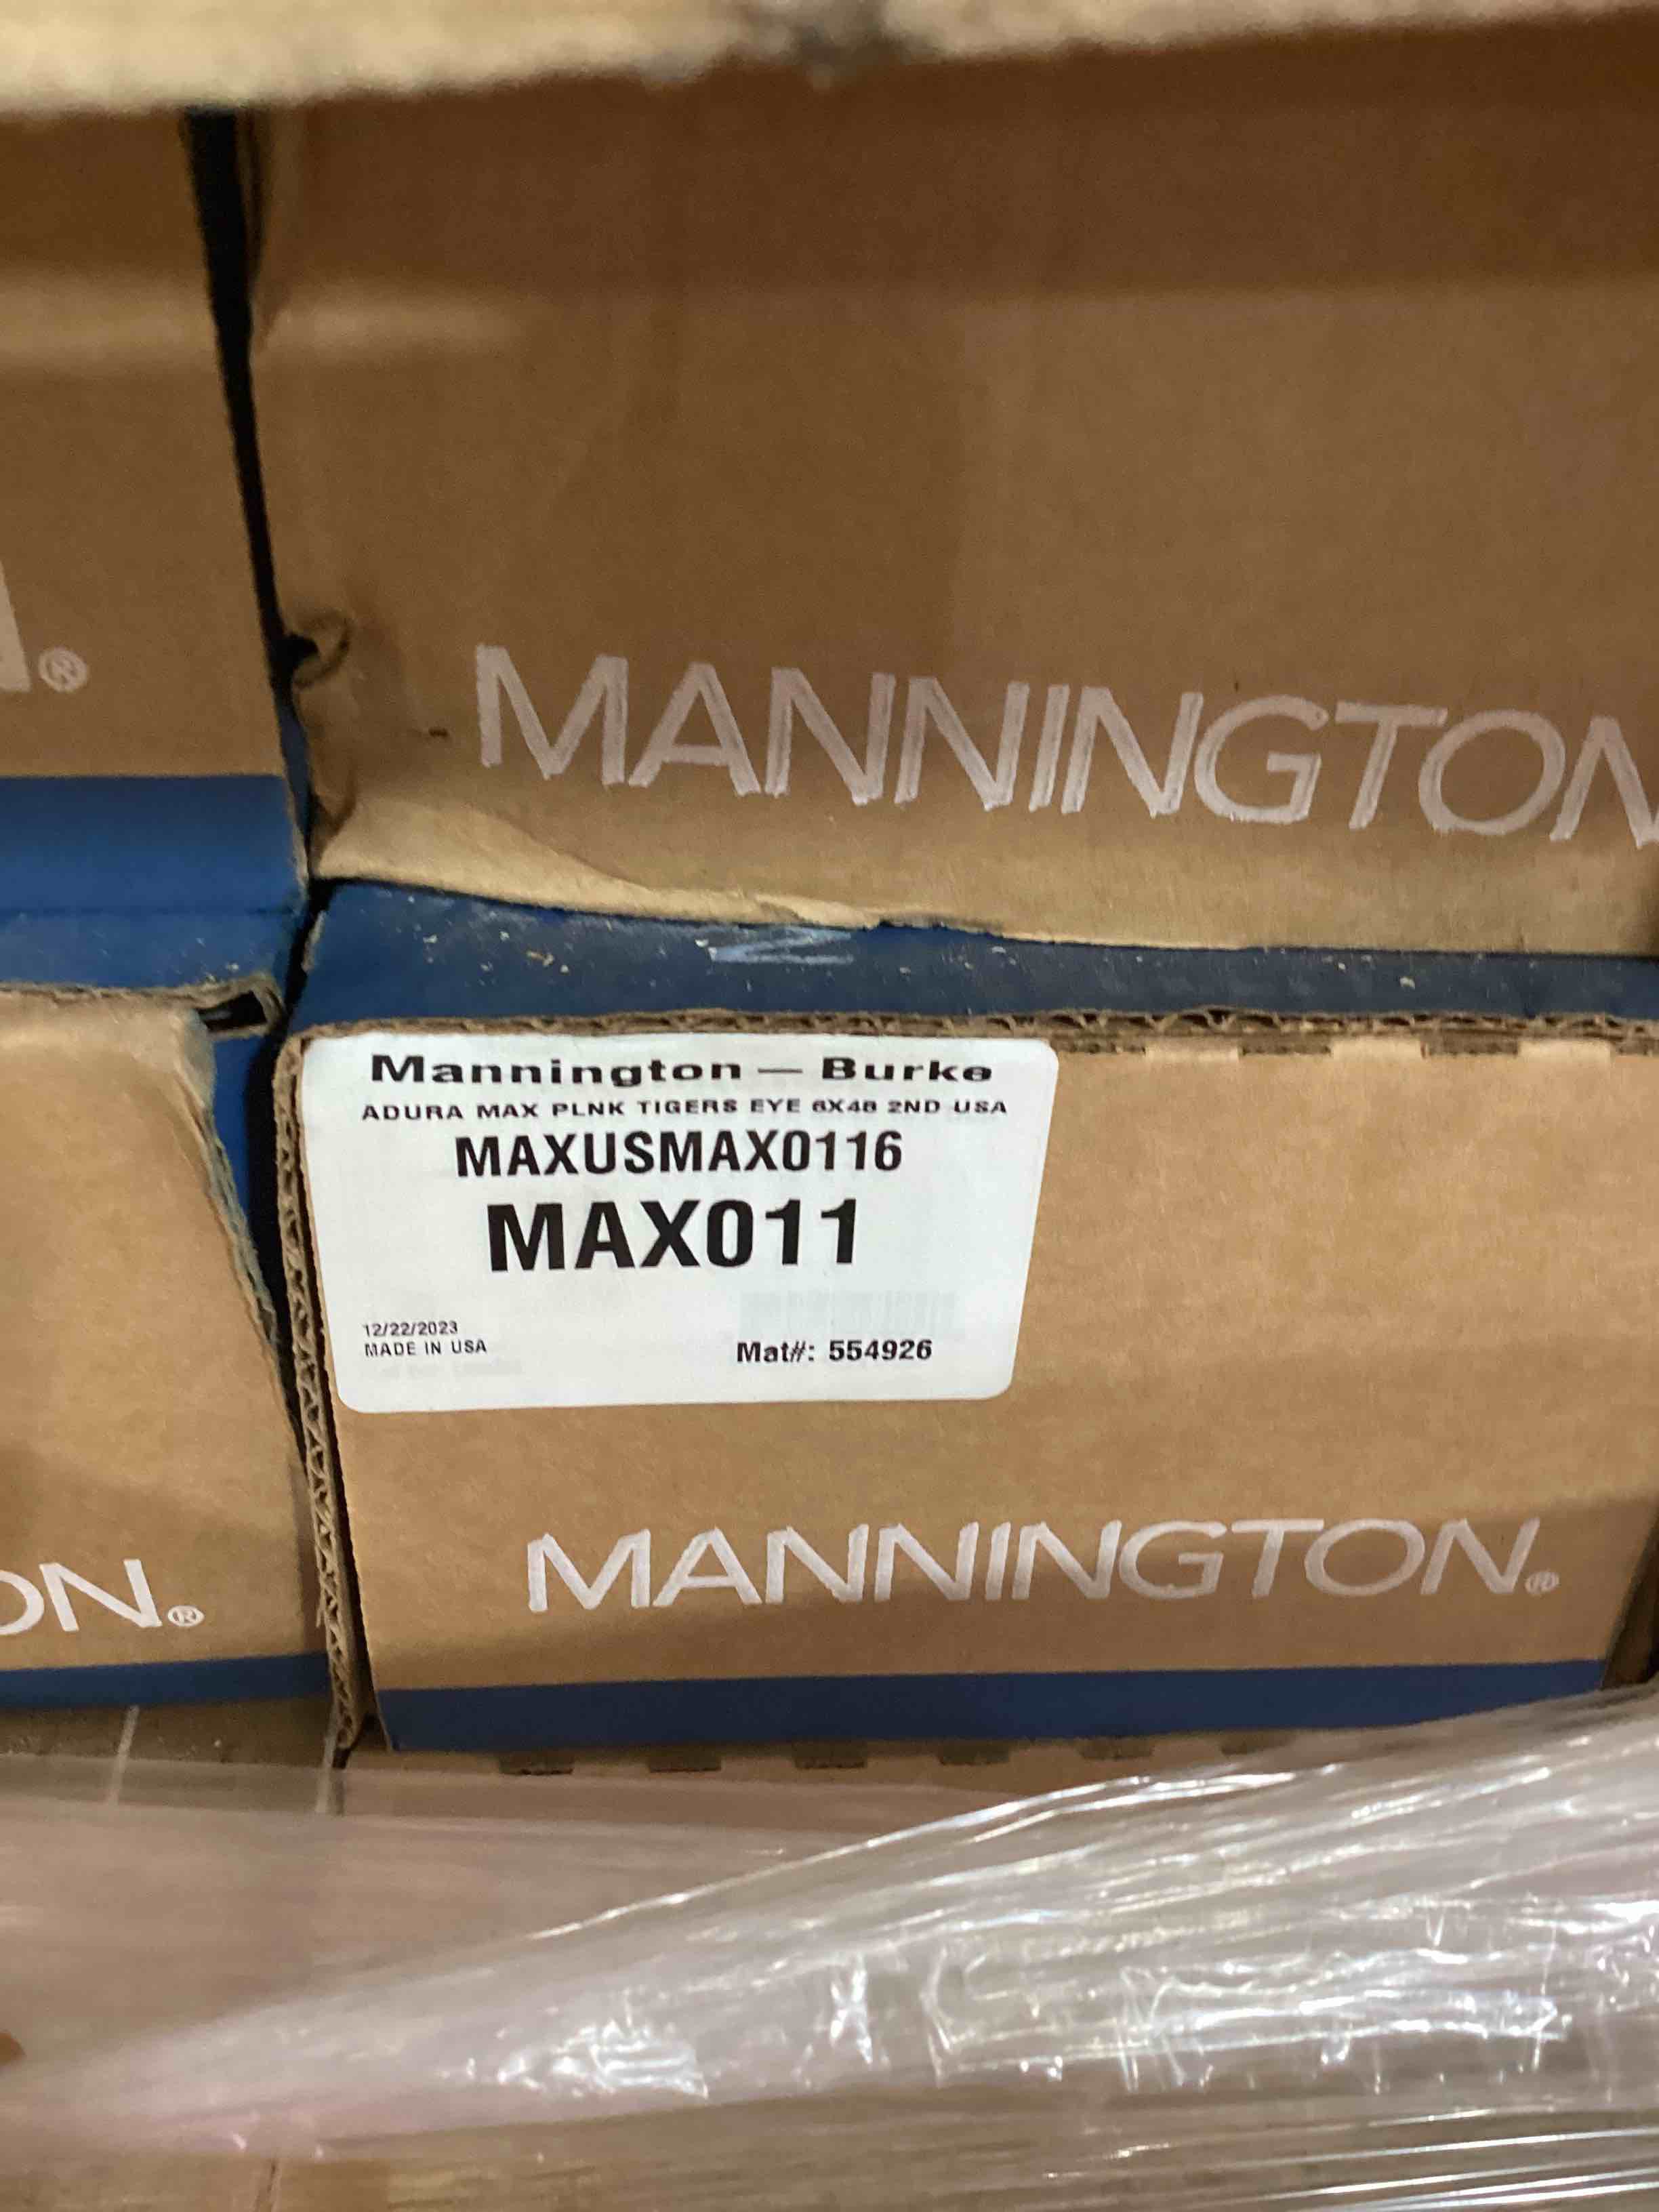 ®
MANNINGTON
Mannington — Burke
ADURA MAX PLNK TIGERS EYE 6X48 2ND USA
MAXUSMAX0116
MAX011
12/22/2023
MADE IN USA
Mat#: 554926
ON.®
MANNINGTON.®